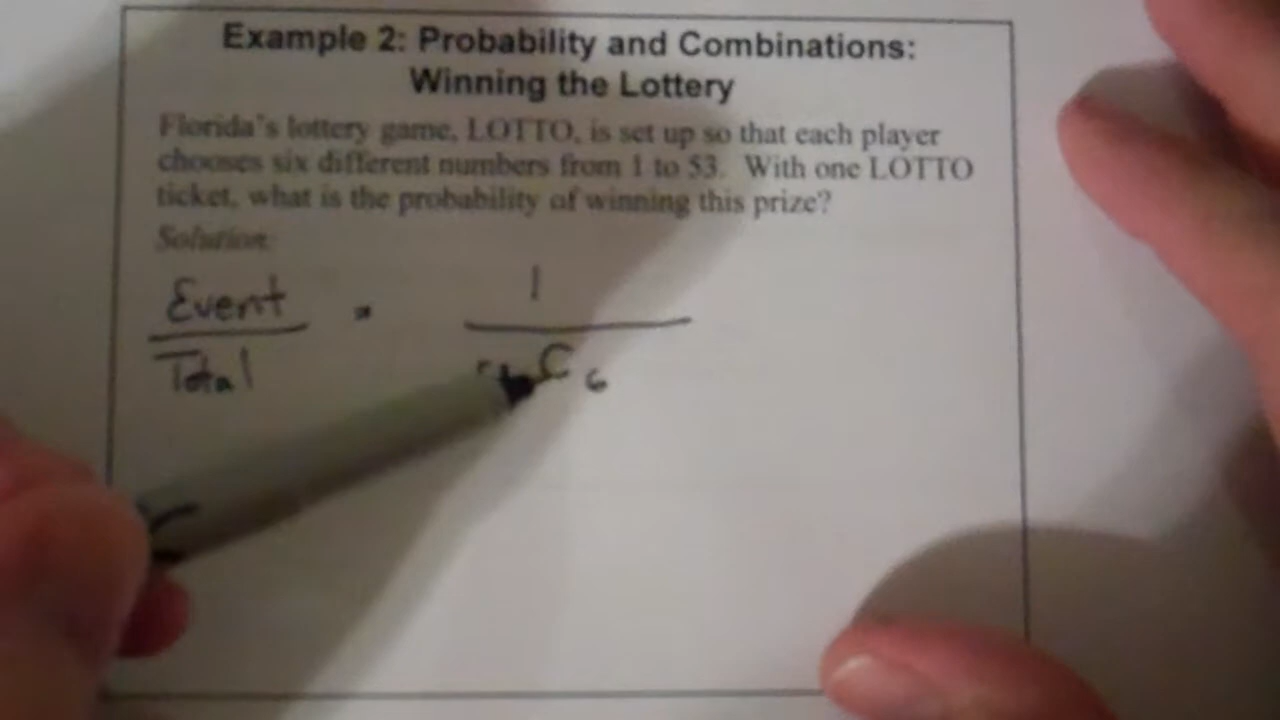 Example 2: Probability and Combinations:
Winning the Lottery
Florida's lottery game, LOTTO, is set up so that each player
chooses six different numbers from 1 to 53. With one LOTTO
ticket, what is the probability of winning this prize?
Solution:
Event
Total
1
C 6